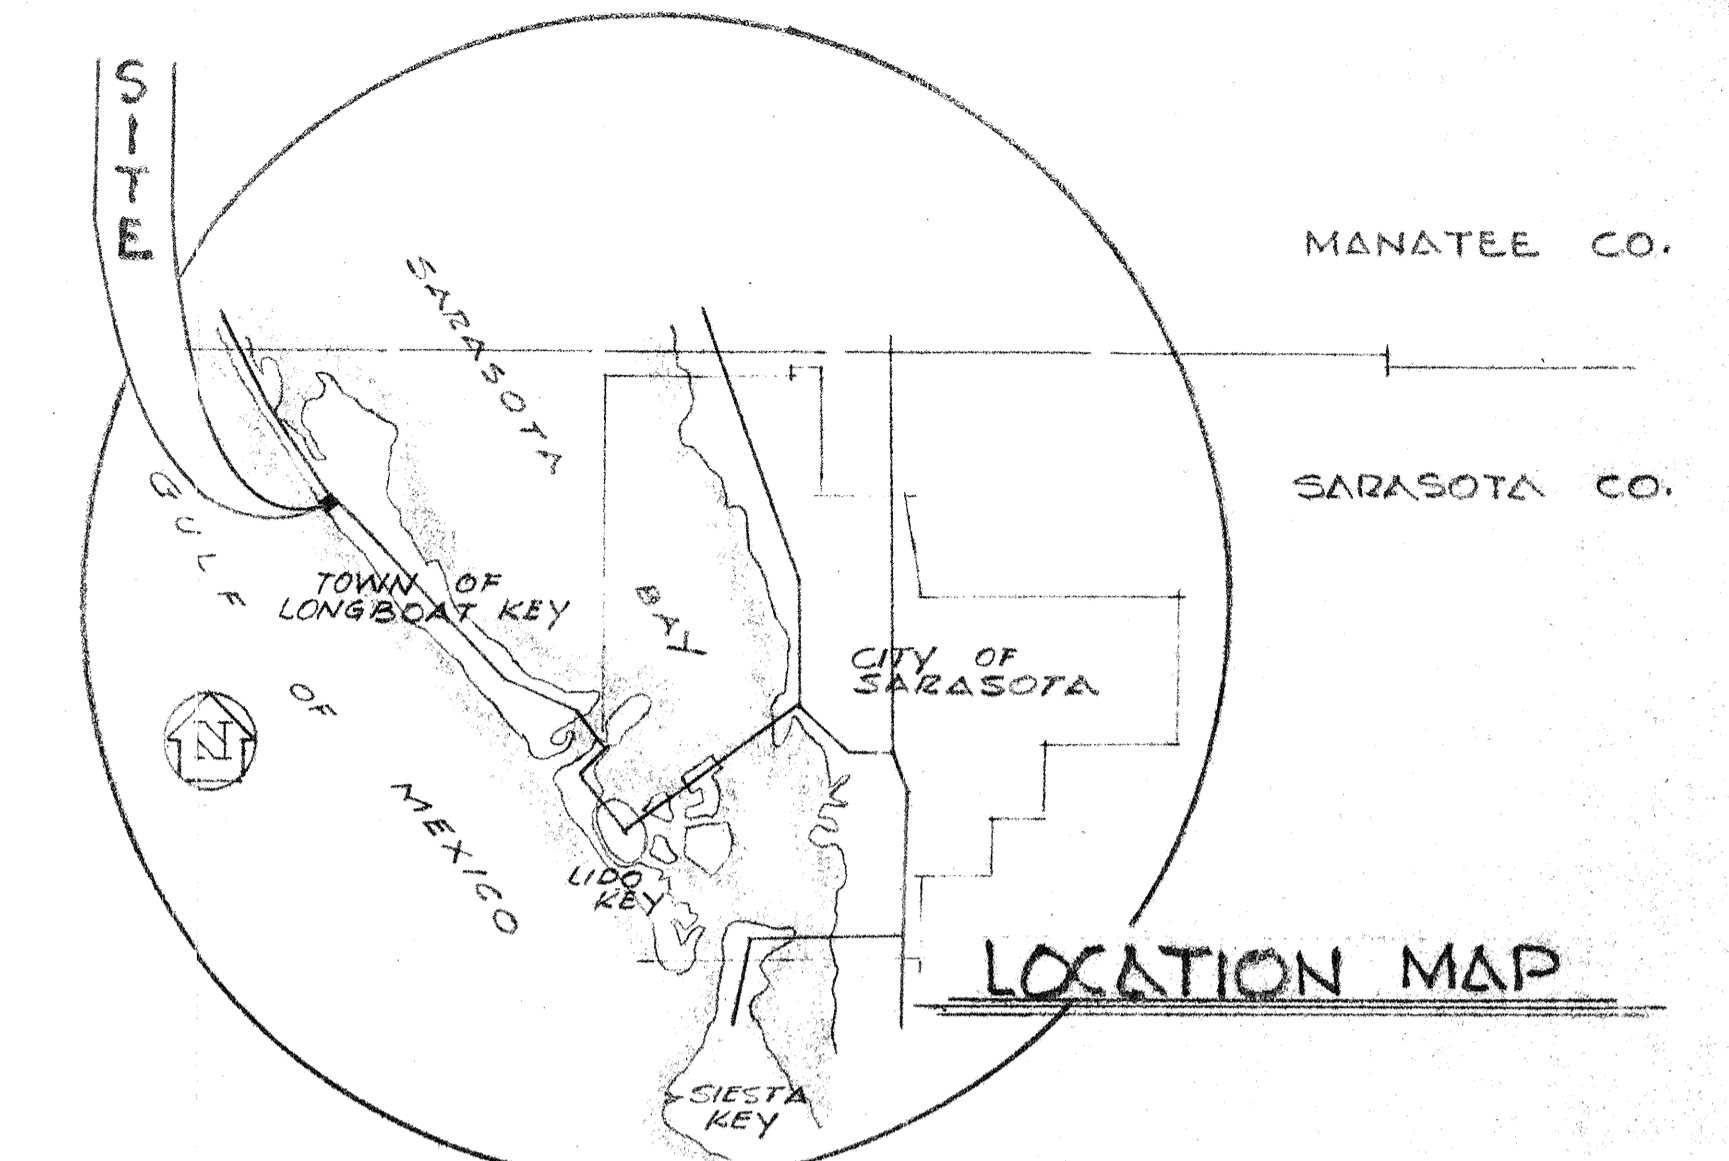 SITE
MANATEE CO.
SARASOTA
SARASOTA CO.
GULF
TOWN OF
LONGBOAT KEY
BAY
CITY OF
SARASOTA
OF
N
MEXICO
LIDO
KEY
LOCATION MAP
SIESTA
KEY